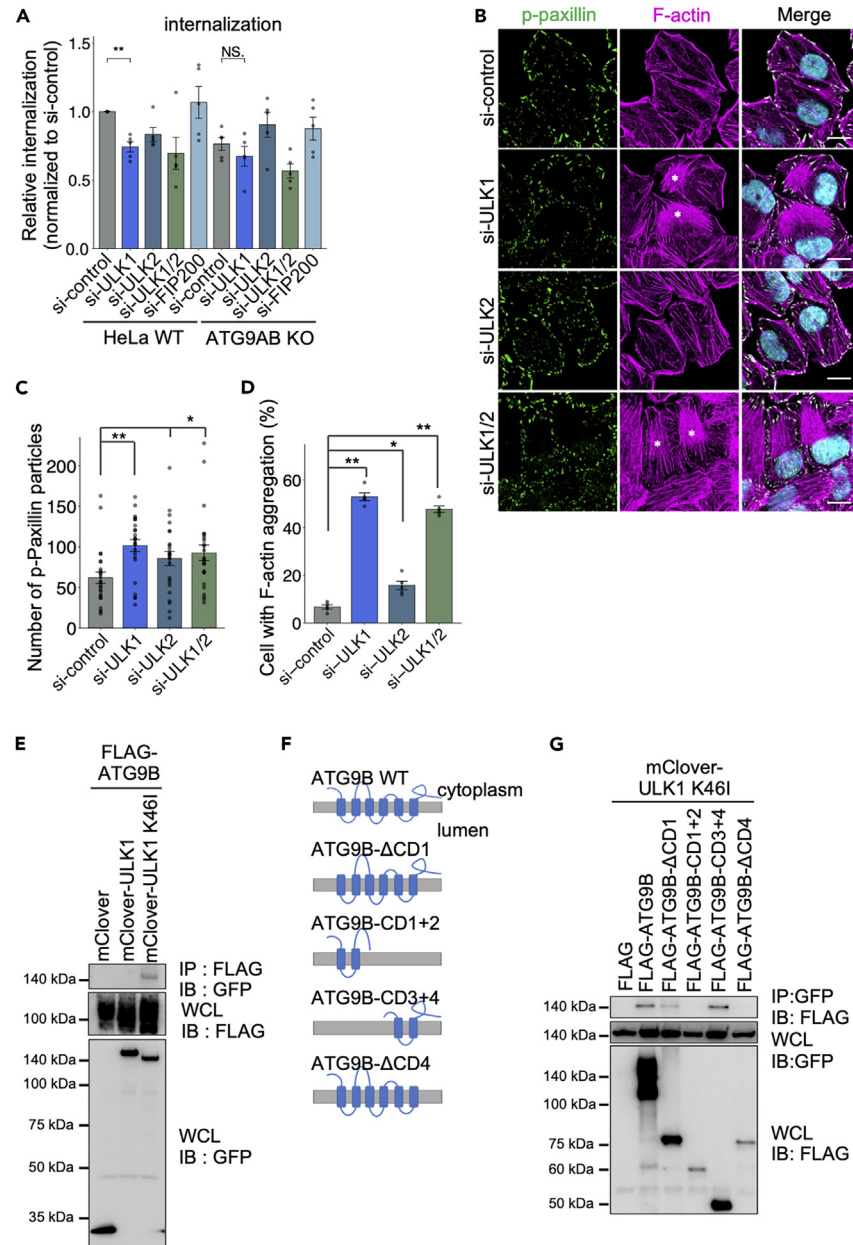 A
internalization
Relative internalization
(normalized to si-control)
1.5
1.0
0.5
0.0
**
NS.
si-control
si-ULK1
si-ULK2
si-ULK1/2
si-FIP200
si-control
si-ULK1
si-ULK2
si-ULK1/2
si-FIP200
HeLa WT
ATG9AB KO
B
p-paxillin
F-actin
Merge
si-control
si-ULK1
*
*
si-ULK2
si-ULK1/2
*
*
C
Number of p-Paxillin particles
200
150
100
50
0
**
*
si-control
si-ULK1
si-ULK2
si-ULK1/2
D
Cell with F-actin aggregation (%)
60
40
20
0
**
*
**
si–control
si–ULK1
si–ULK2
si–ULK1/2
E
FLAG-
ATG9B
mClover
mClover-ULK1
mClover-ULK1 K46I
140 kDa
IP : FLAG
IB : GFP
100 kDa
WCL
IB : FLAG
140 kDa
100 kDa
75 kDa
50 kDa
35 kDa
WCL
IB : GFP
F
ATG9B WT
cytoplasm
lumen
ATG9B-ΔCD1
ATG9B-CD1+2
ATG9B-CD3+4
ATG9B-ΔCD4
G
mClover-
ULK1 K46I
FLAG
FLAG-ATG9B
FLAG-ATG9B-ΔCD1
FLAG-ATG9B-CD1+2
FLAG-ATG9B-CD3+4
FLAG-ATG9B-ΔCD4
140 kDa
IP:GFP
IB: FLAG
140 kDa
WCL
IB:GFP
140 kDa
100 kDa
75 kDa
60 kDa
50 kDa
WCL
IB: FLAG